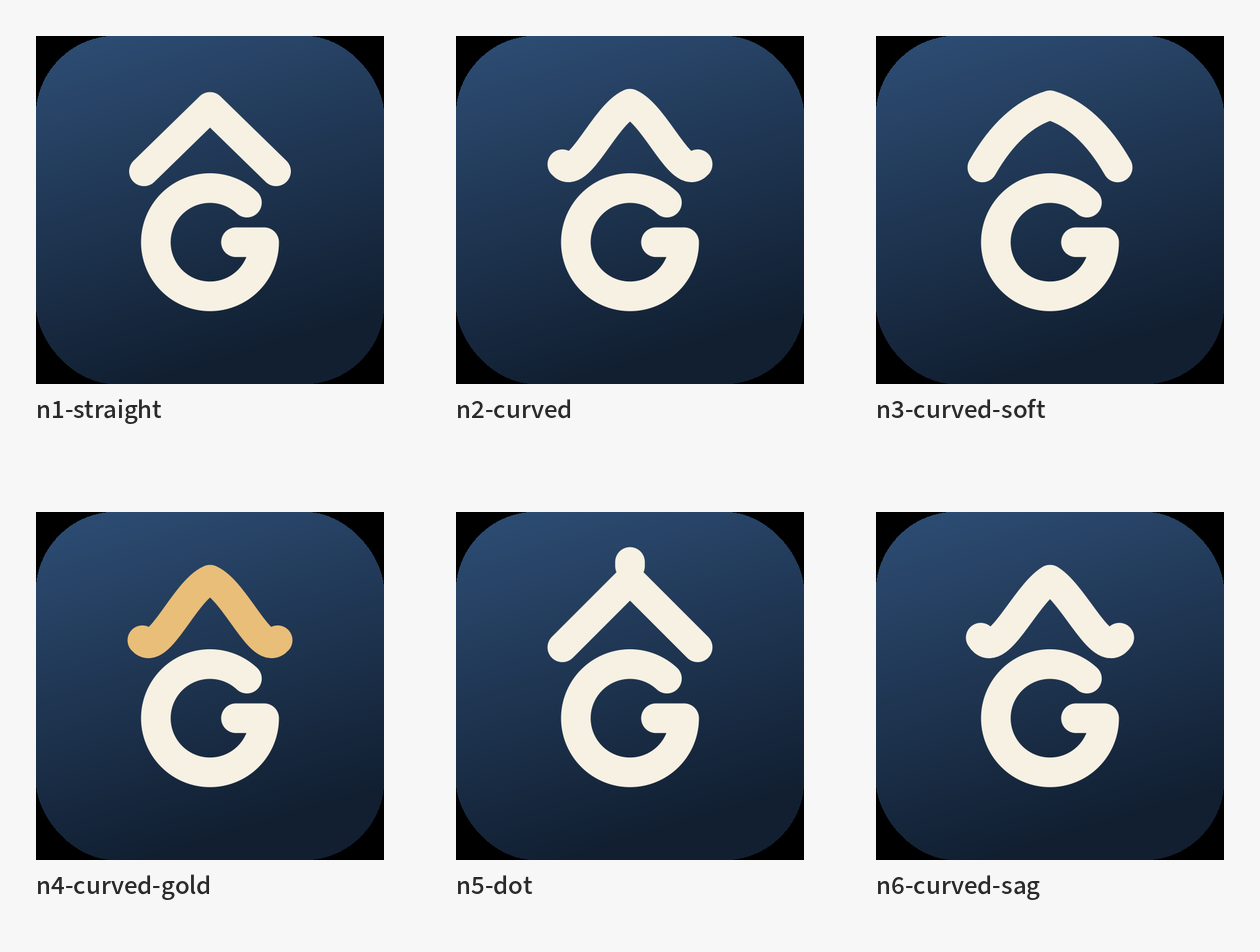 G
G
G
n1-straight
n2-curved
n3-curved-soft
G
G
G
n4-curved-gold
n5-dot
n6-curved-sag